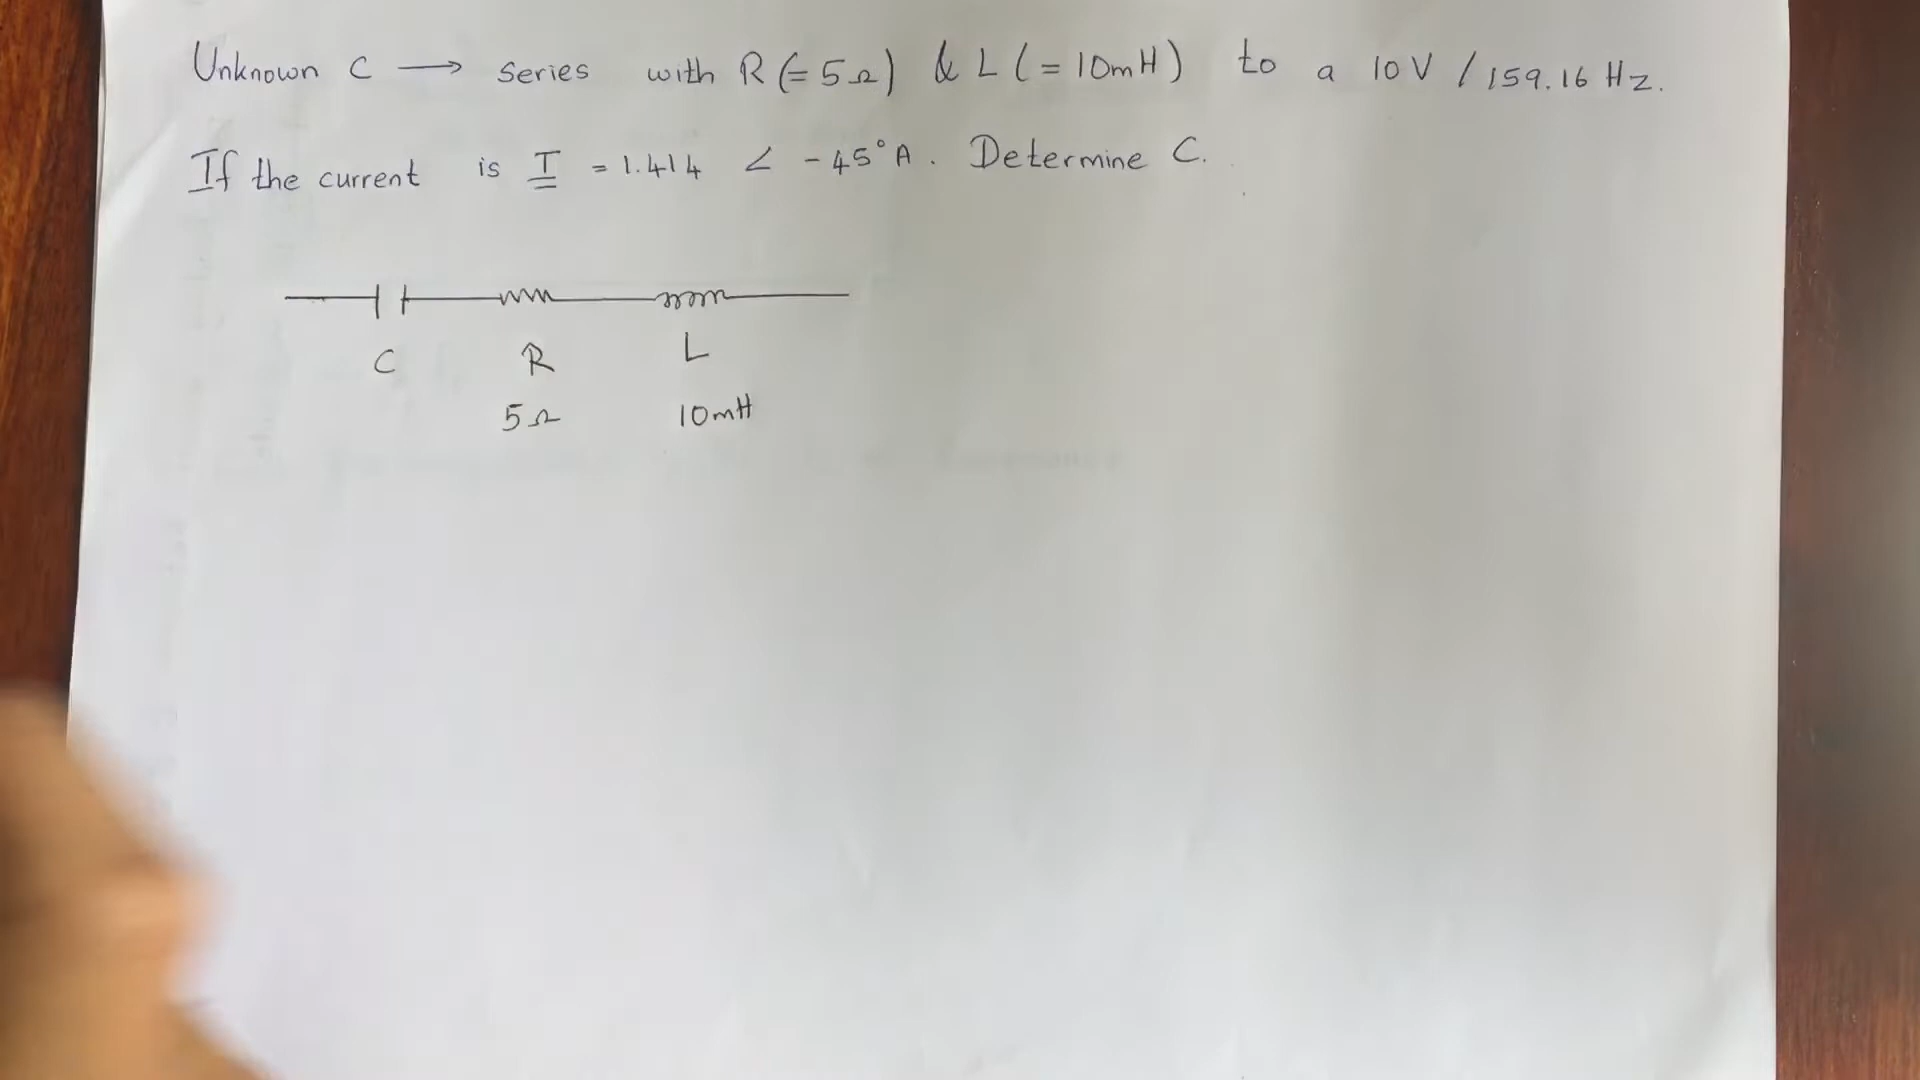 Unknown C → series with R (= 5Ω) & L (= 10mH) to a 10 V / 159.16 Hz.
If the current is I = 1.414 ∠ -45° A. Determine C.
C R L
5Ω 10mH